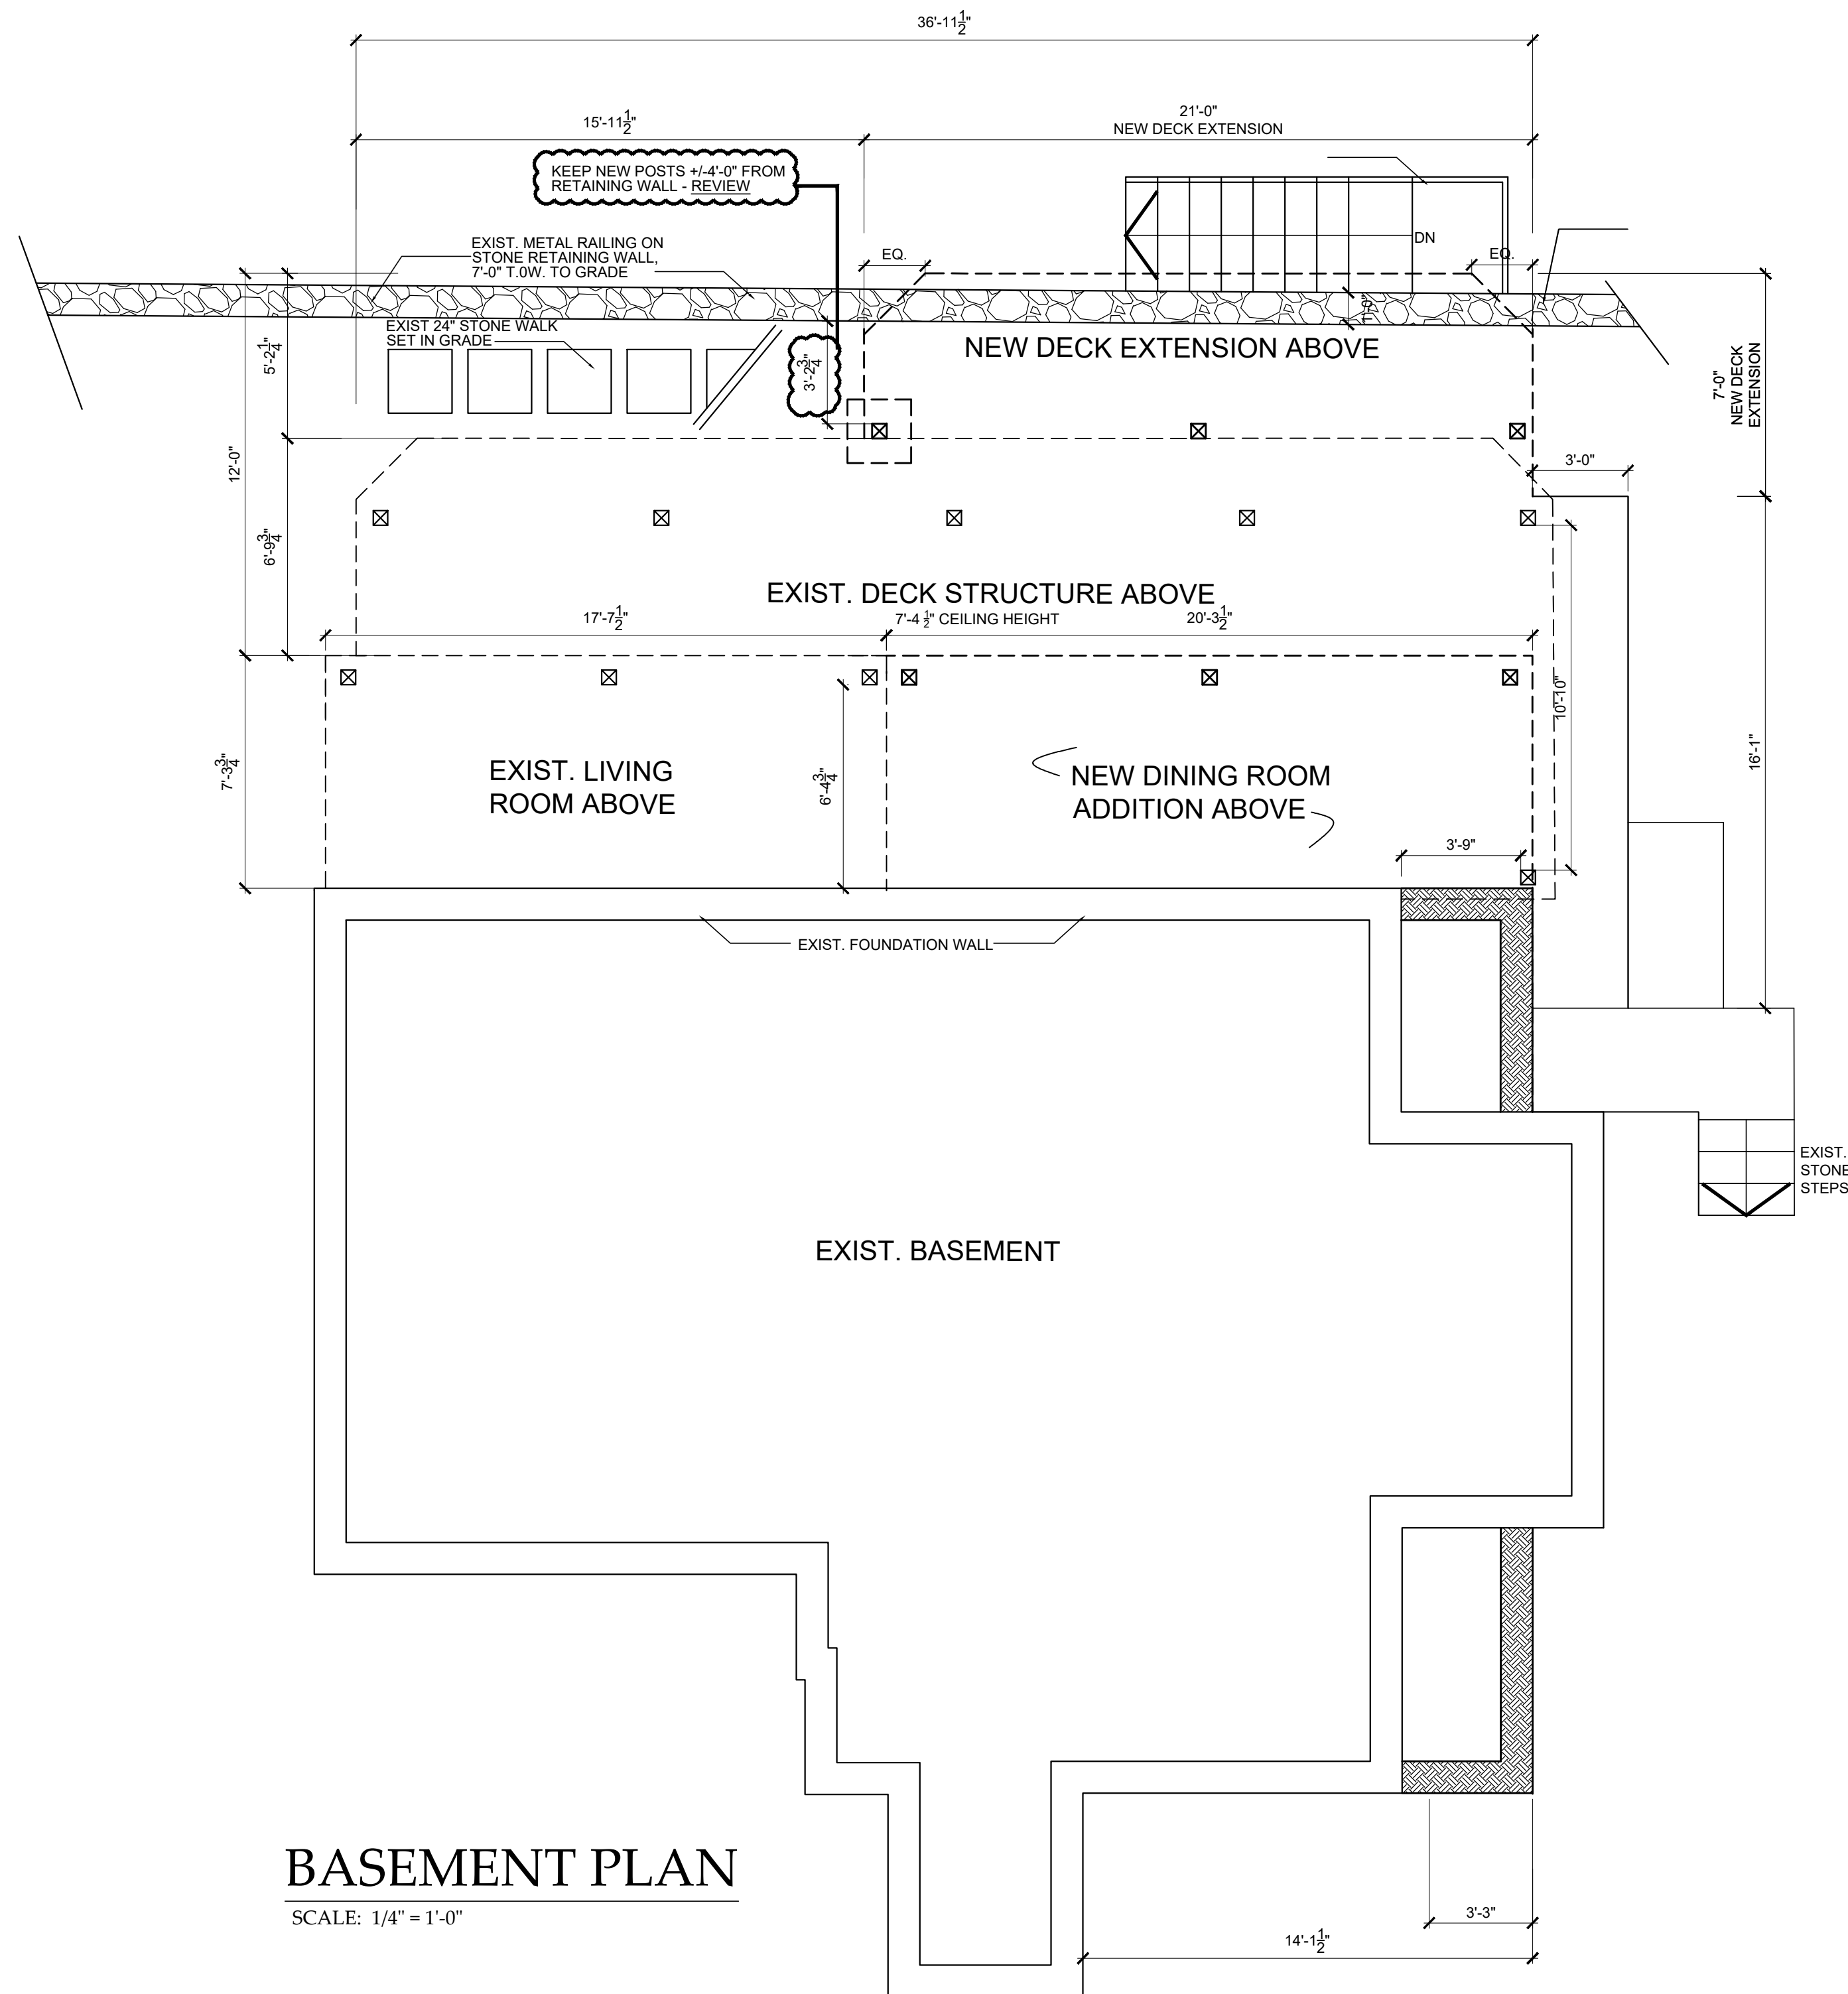 36'-11 1/2"
15'-11 1/2"
21'-0"
NEW DECK EXTENSION
KEEP NEW POSTS +/-4'-0" FROM
RETAINING WALL - REVIEW
EXIST. METAL RAILING ON
STONE RETAINING WALL,
7'-0" T.0W. TO GRADE
EQ.
DN
EQ.
1'-0"
EXIST 24" STONE WALK
SET IN GRADE
5'-2 1/4"
3'-2 3/4"
NEW DECK EXTENSION ABOVE
7'-0"
NEW DECK
EXTENSION
12'-0"
3'-0"
6'-9 3/4"
EXIST. DECK STRUCTURE ABOVE
17'-7 1/2"
7'-4 1/2" CEILING HEIGHT
20'-3 1/2"
10'-10"
16'-1"
7'-3 3/4"
6'-4 3/4"
EXIST. LIVING
ROOM ABOVE
NEW DINING ROOM
ADDITION ABOVE
3'-9"
EXIST. FOUNDATION WALL
EXIST.
STONE
STEPS
EXIST. BASEMENT
BASEMENT PLAN
SCALE: 1/4" = 1'-0"
3'-3"
14'-1 1/2"